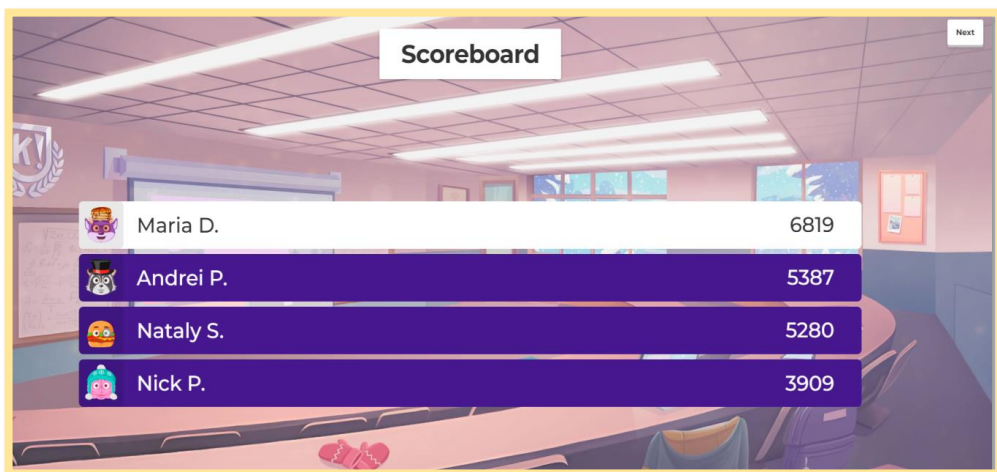 Scoreboard
Next
K!
Maria D. 6819
Andrei P. 5387
Nataly S. 5280
Nick P. 3909